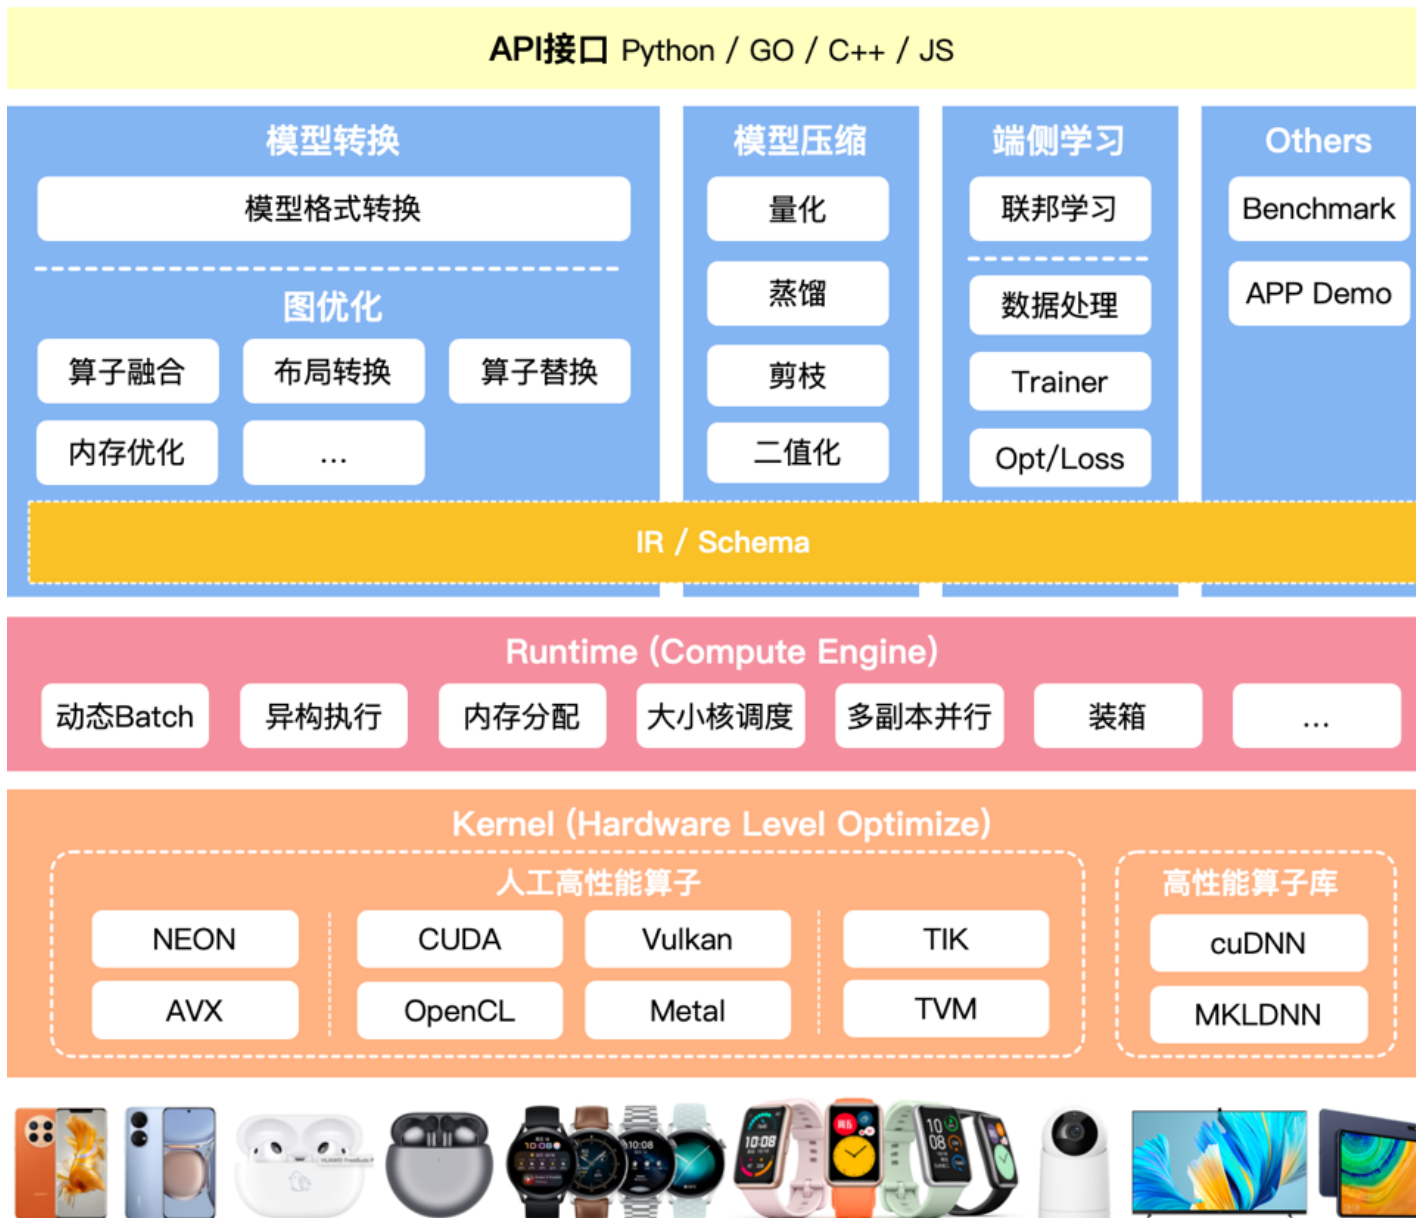 API接口 Python / GO / C++ / JS
模型转换
模型格式转换
图优化
算子融合 布局转换 算子替换
内存优化 ...
模型压缩
量化
蒸馏
剪枝
二值化
端侧学习
联邦学习
数据处理
Trainer
Opt/Loss
Others
Benchmark
APP Demo
IR / Schema
Runtime (Compute Engine)
动态Batch 异构执行 内存分配 大小核调度 多副本并行 装箱 ...
Kernel (Hardware Level Optimize)
人工高性能算子
NEON CUDA Vulkan TIK
AVX OpenCL Metal TVM
高性能算子库
cuDNN
MKLDNN
10:08
10:08